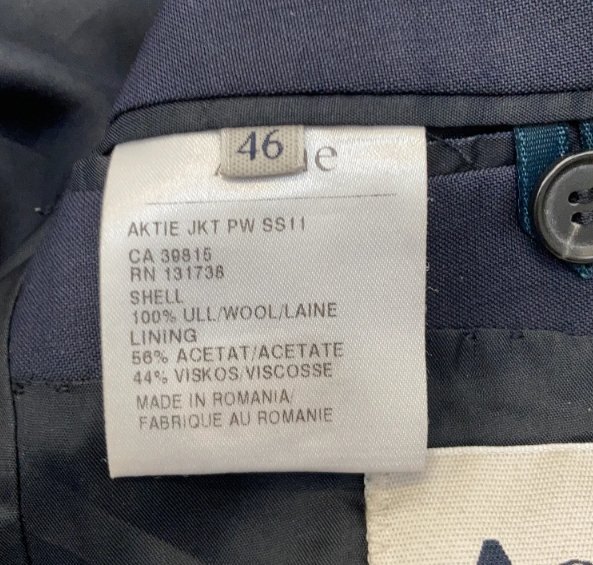 46
AKTIE JKT PW SS11
CA 39815
RN 131738
SHELL
100% ULL/WOOL/LAINE
LINING
56% ACETAT/ACETATE
44% VISKOS/VISCOSSE
MADE IN ROMANIA/
FABRIQUE AU ROMANIE